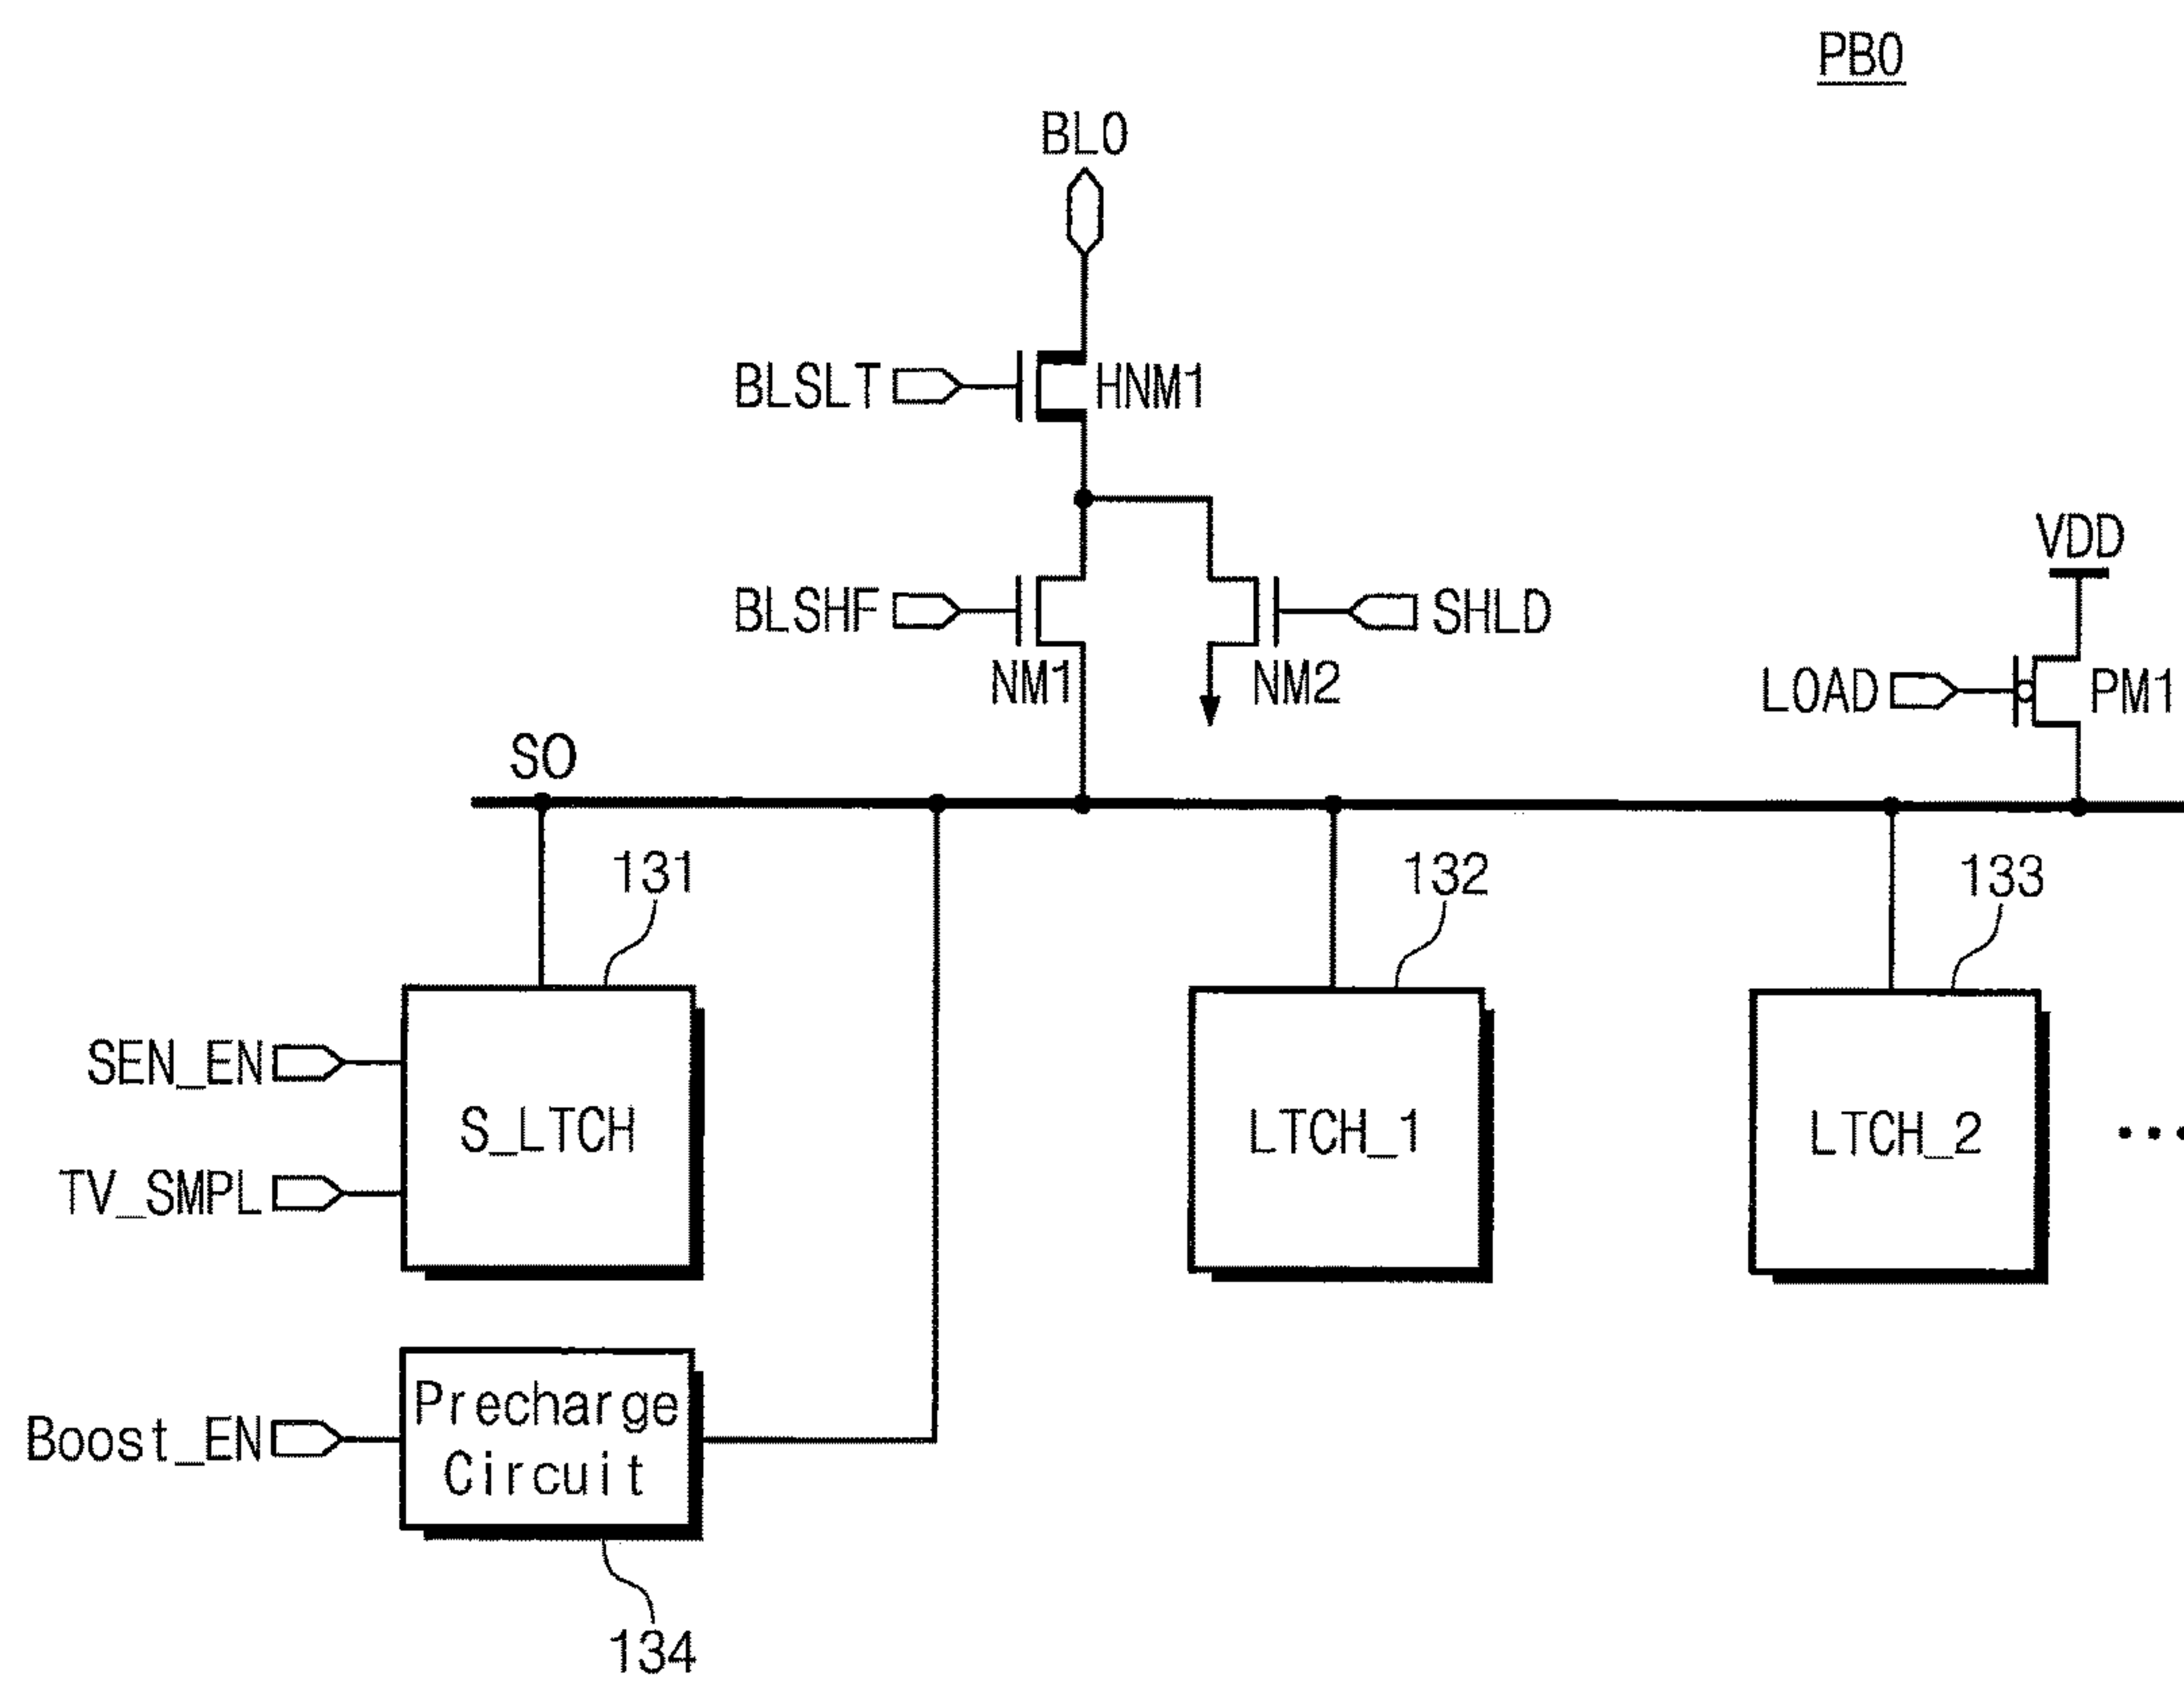 PB0
BL0
BLSLT
HNM1
VDD
BLSHF
SHLD
NM1
NM2
LOAD
PM1
SO
131
132
133
SEN_EN
S_LTCH
LTCH_1
LTCH_2
...
TV_SMPL
Boost_EN
Precharge
Circuit
134